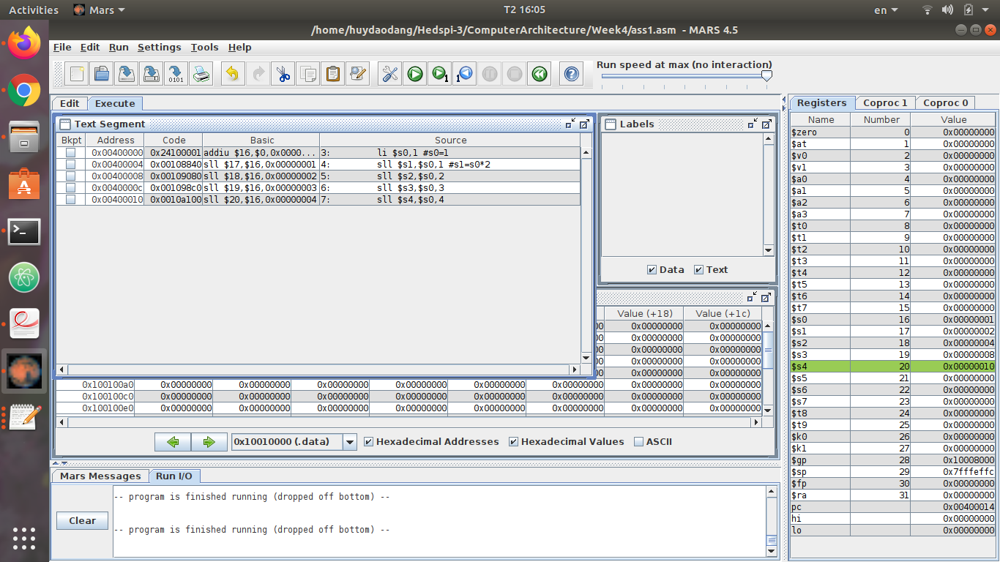 Activities Mars T2 16:05 en
/home/huydaodang/Hedspi-3/ComputerArchitecture/Week4/ass1.asm - MARS 4.5
File Edit Run Settings Tools Help
Run speed at max (no interaction)
Edit Execute
Text Segment
Bkpt Address Code Basic Source
0x00400000 0x24100001 addiu $16,$0,0x0000... 3: li $s0,1 #s0=1
0x00400004 0x00108840 sll $17,$16,0x00000001 4: sll $s1,$s0,1 #s1=s0*2
0x00400008 0x00109080 sll $18,$16,0x00000002 5: sll $s2,$s0,2
0x0040000c 0x001098c0 sll $19,$16,0x00000003 6: sll $s3,$s0,3
0x00400010 0x0010a100 sll $20,$16,0x00000004 7: sll $s4,$s0,4
Labels
Data Text
Value (+18) Value (+1c)
00 0x00000000 0x00000000
00 0x00000000 0x00000000
00 0x00000000 0x00000000
00 0x00000000 0x00000000
00 0x00000000 0x00000000
0x100100a0 0x00000000 0x00000000 0x00000000 0x00000000 0x00000000 0x00000000 0x00000000 0x00000000
0x100100c0 0x00000000 0x00000000 0x00000000 0x00000000 0x00000000 0x00000000 0x00000000 0x00000000
0x100100e0 0x00000000 0x00000000 0x00000000 0x00000000 0x00000000 0x00000000 0x00000000 0x00000000
0x10010000 (.data) Hexadecimal Addresses Hexadecimal Values ASCII
Mars Messages Run I/O
-- program is finished running (dropped off bottom) --
Clear
-- program is finished running (dropped off bottom) --
Registers Coproc 1 Coproc 0
Name Number Value
$zero 0 0x00000000
$at 1 0x00000000
$v0 2 0x00000000
$v1 3 0x00000000
$a0 4 0x00000000
$a1 5 0x00000000
$a2 6 0x00000000
$a3 7 0x00000000
$t0 8 0x00000000
$t1 9 0x00000000
$t2 10 0x00000000
$t3 11 0x00000000
$t4 12 0x00000000
$t5 13 0x00000000
$t6 14 0x00000000
$t7 15 0x00000000
$s0 16 0x00000001
$s1 17 0x00000002
$s2 18 0x00000004
$s3 19 0x00000008
$s4 20 0x00000010
$s5 21 0x00000000
$s6 22 0x00000000
$s7 23 0x00000000
$t8 24 0x00000000
$t9 25 0x00000000
$k0 26 0x00000000
$k1 27 0x00000000
$gp 28 0x10008000
$sp 29 0x7fffeffc
$fp 30 0x00000000
$ra 31 0x00000000
pc 0x00400014
hi 0x00000000
lo 0x00000000